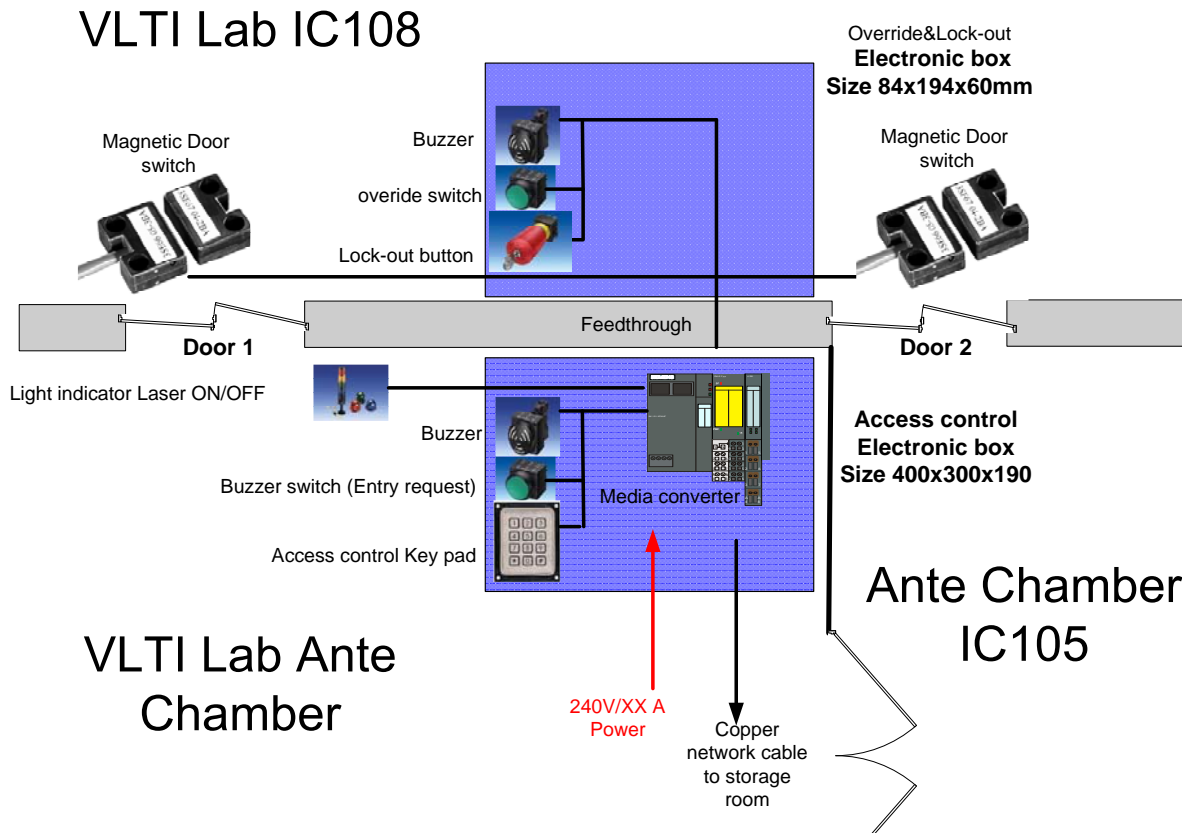 VLTI Lab IC108
Override&Lock-out
Electronic box
Size 84x194x60mm
Magnetic Door
switch
Buzzer
overide switch
Lock-out button
Magnetic Door
switch
Feedthrough
Door 1
Door 2
Light indicator Laser ON/OFF
Buzzer
Buzzer switch (Entry request)
Access control Key pad
Media converter
Access control
Electronic box
Size 400x300x190
VLTI Lab Ante
Chamber
Ante Chamber
IC105
240V/XX A
Power
Copper
network cable
to storage
room